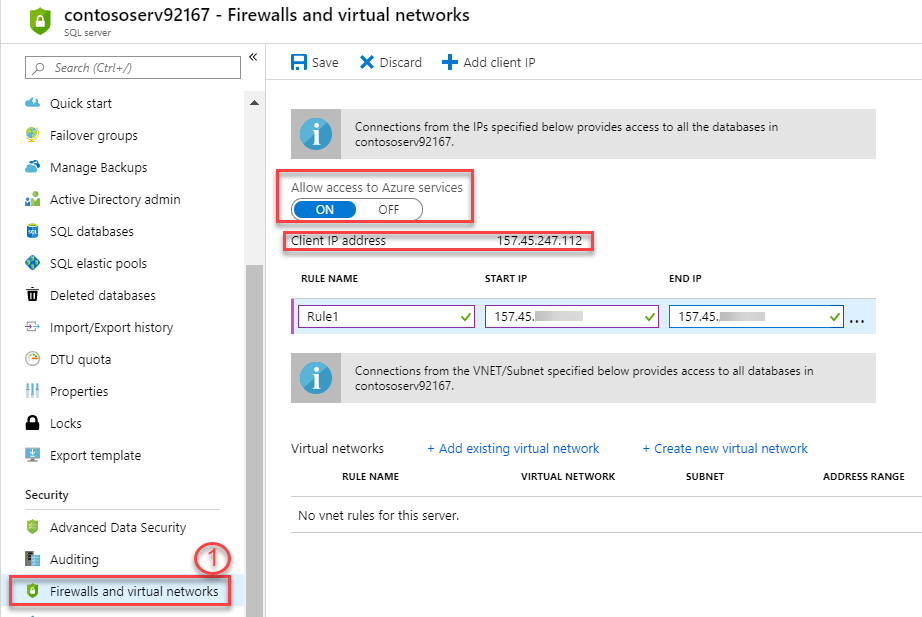 contososerv92167 - Firewalls and virtual networks
SQL server
Search (Ctrl+/)
«
Quick start
Failover groups
Manage Backups
Active Directory admin
SQL databases
SQL elastic pools
Deleted databases
Import/Export history
DTU quota
Properties
Locks
Export template
Security
Advanced Data Security
Auditing
1
Firewalls and virtual networks
Save Discard Add client IP
Connections from the IPs specified below provides access to all the databases in
contososerv92167.
Allow access to Azure services
ON OFF
Client IP address 157.45.247.112
RULE NAME START IP END IP
Rule1 157.45. 157.45. ...
Connections from the VNET/Subnet specified below provides access to all databases in
contososerv92167.
Virtual networks + Add existing virtual network + Create new virtual network
RULE NAME VIRTUAL NETWORK SUBNET ADDRESS RANGE
No vnet rules for this server.